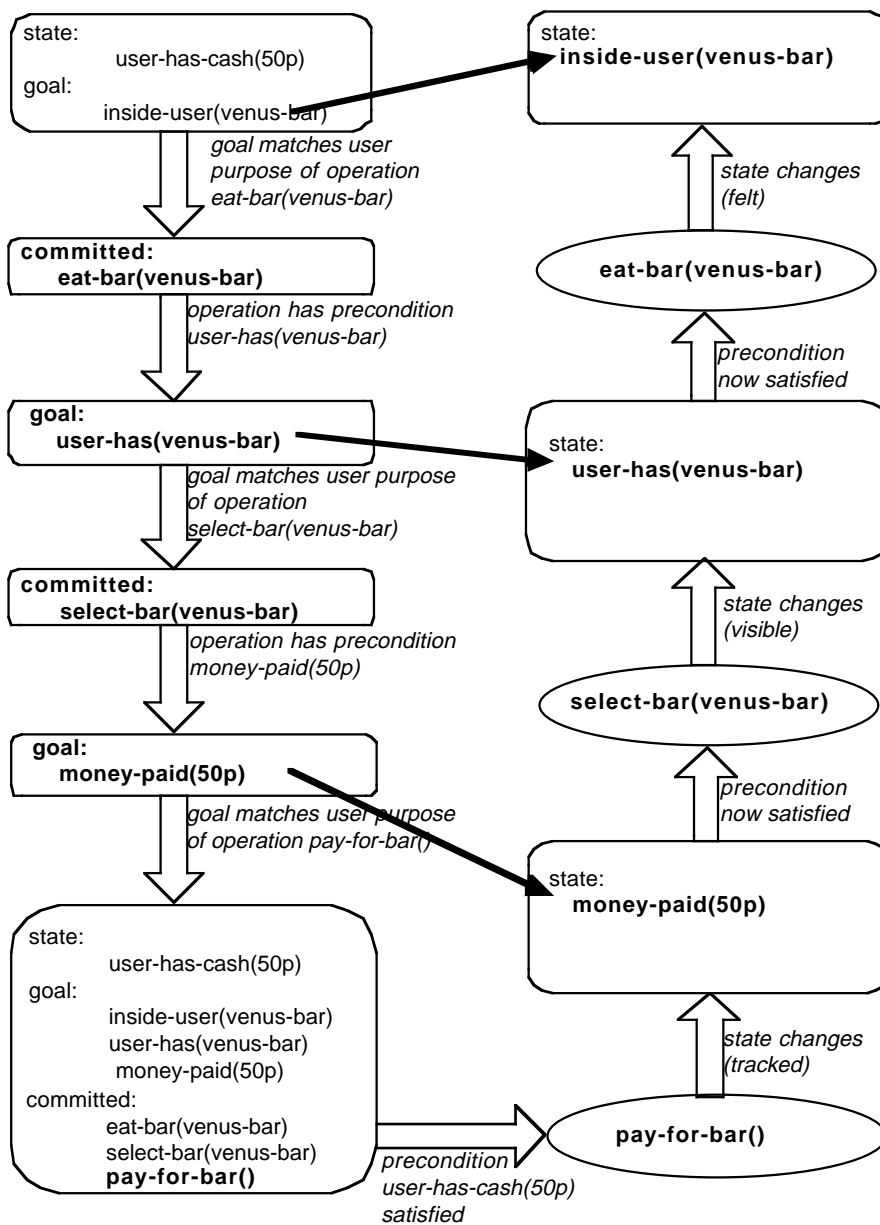 state:
user-has-cash(50p)
goal:
inside-user(venus-bar)
goal matches user
purpose of operation
eat-bar(venus-bar)
committed:
eat-bar(venus-bar)
operation has precondition
user-has(venus-bar)
goal:
user-has(venus-bar)
goal matches user purpose
of operation
select-bar(venus-bar)
committed:
select-bar(venus-bar)
operation has precondition
money-paid(50p)
goal:
money-paid(50p)
goal matches user purpose
of operation pay-for-bar()
state:
user-has-cash(50p)
goal:
inside-user(venus-bar)
user-has(venus-bar)
money-paid(50p)
committed:
eat-bar(venus-bar)
select-bar(venus-bar)
pay-for-bar()
precondition
user-has-cash(50p)
satisfied
pay-for-bar()
state changes
(tracked)
state:
money-paid(50p)
precondition
now satisfied
select-bar(venus-bar)
state changes
(visible)
state:
user-has(venus-bar)
precondition
now satisfied
eat-bar(venus-bar)
state changes
(felt)
state:
inside-user(venus-bar)